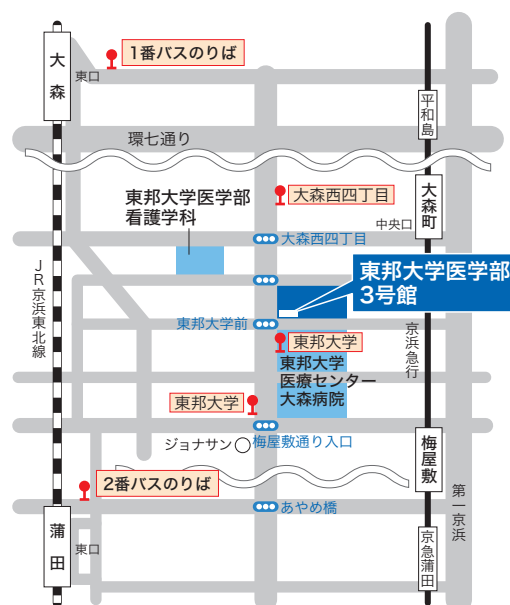 大森
東口
1番バスのりば
平和島
環七通り
東邦大学医学部
看護学科
大森西四丁目
大森町
中央口
大森西四丁目
JR京浜東北線
東邦大学医学部
3号館
東邦大学前
東邦大学
京浜急行
東邦大学
医療センター
大森病院
東邦大学
ジョナサン
梅屋敷通り入口
梅屋敷
2番バスのりば
第一京浜
あやめ橋
蒲田
東口
京急蒲田